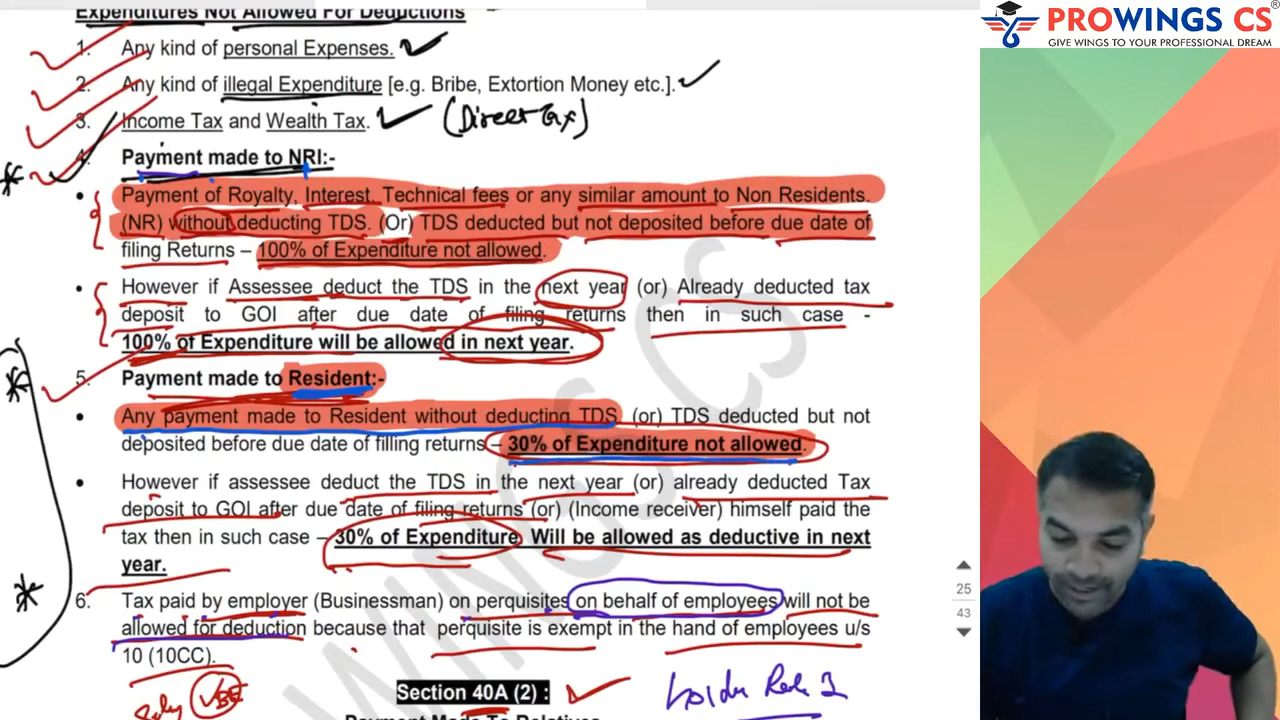 Expenditures Not Allowed For Deductions
PROWINGS CS®
GIVE WINGS TO YOUR PROFESSIONAL DREAM
1. Any kind of personal Expenses.
2. Any kind of illegal Expenditure [e.g. Bribe, Extortion Money etc.].
3. Income Tax and Wealth Tax. (Direct Tax)
4. Payment made to NRI:-
• Payment of Royalty, Interest, Technical fees or any similar amount to Non Residents.
(NR) without deducting TDS. (Or) TDS deducted but not deposited before due date of
filing Returns – 100% of Expenditure not allowed.
• However if Assessee deduct the TDS in the next year (or) Already deducted tax
deposit to GOI after due date of filing returns then in such case -
100% of Expenditure will be allowed in next year.
5. Payment made to Resident:-
• Any payment made to Resident without deducting TDS (or) TDS deducted but not
deposited before due date of filling returns – 30% of Expenditure not allowed.
• However if assessee deduct the TDS in the next year (or) already deducted Tax
deposit to GOI after due date of filing returns (or) (Income receiver) himself paid the
tax then in such case – 30% of Expenditure Will be allowed as deductive in next
year.
6. Tax paid by employer (Businessman) on perquisites on behalf of employees will not be
allowed for deduction because that perquisite is exempt in the hand of employees u/s
10 (10CC).
Section 40A (2) :
Payment Made To Relatives
25
43
WINGS CS